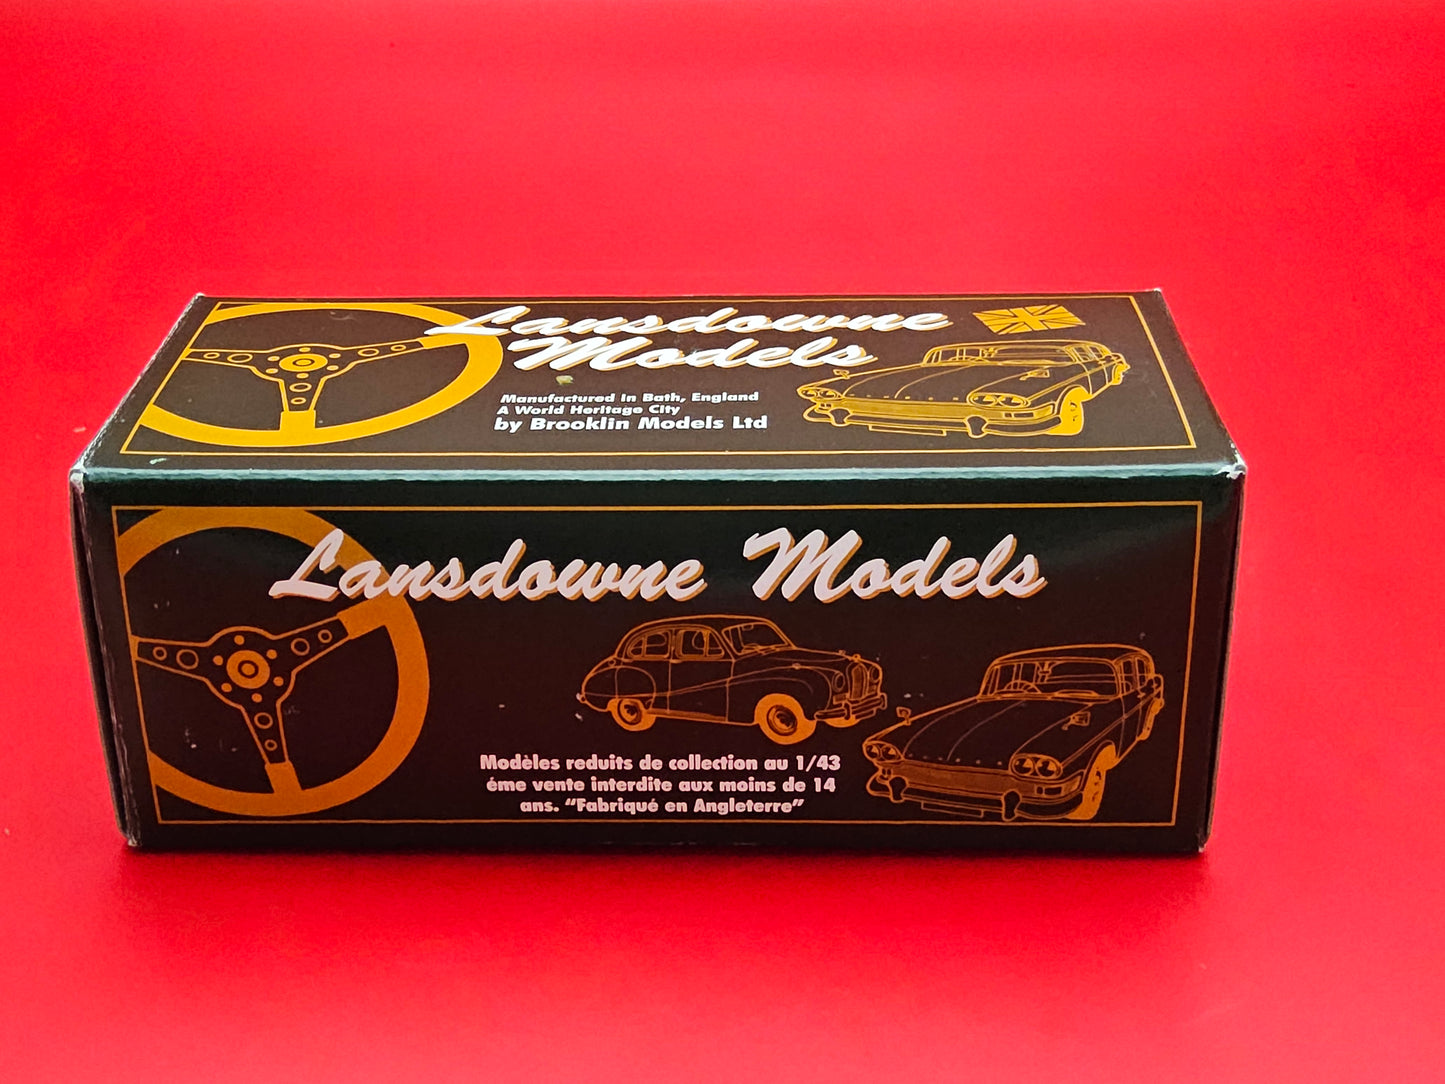 Lansdowne
Models
Manufactured in Bath, England
A World Heritage City
by Brooklin Models Ltd
Lansdowne Models
Modèles reduits de collection au 1/43
éme vente interdite aux moins de 14
ans. “Fabriqué en Angleterre”